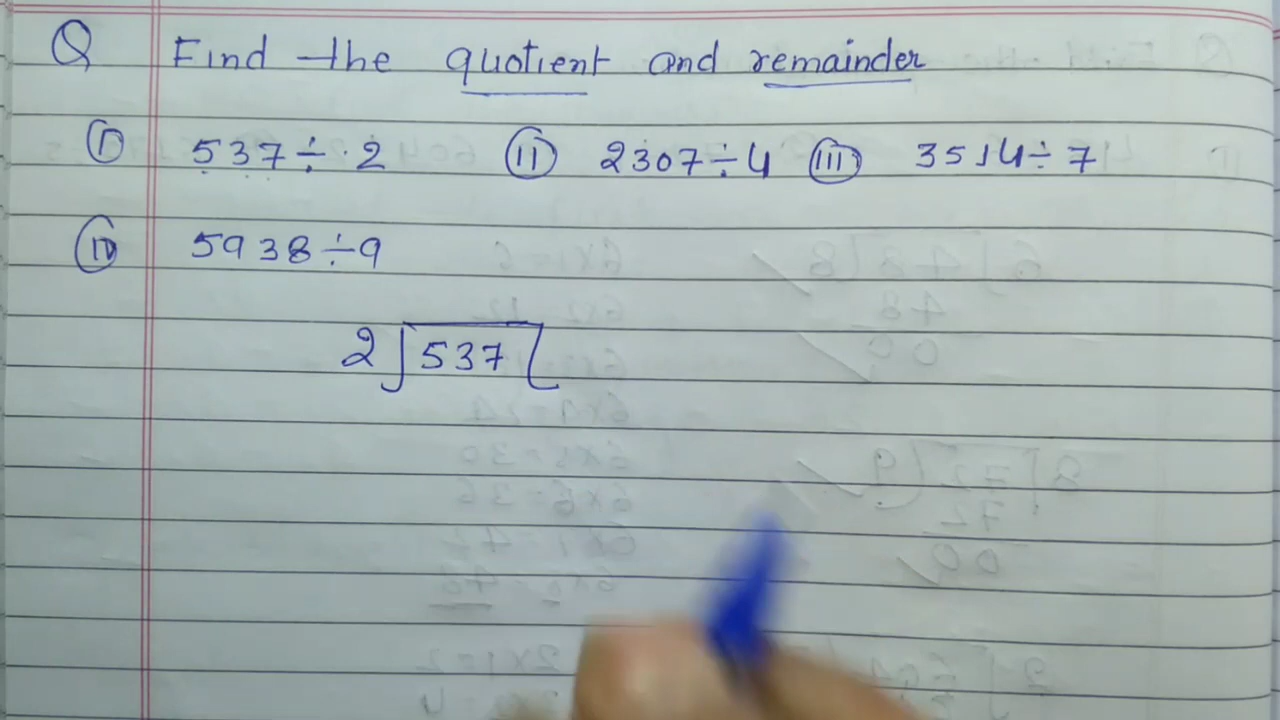 Q Find the quotient and remainder
(I) 537 ÷ 2 (II) 2307 ÷ 4 (III) 3514 ÷ 7
(IV) 5938 ÷ 9
2 537